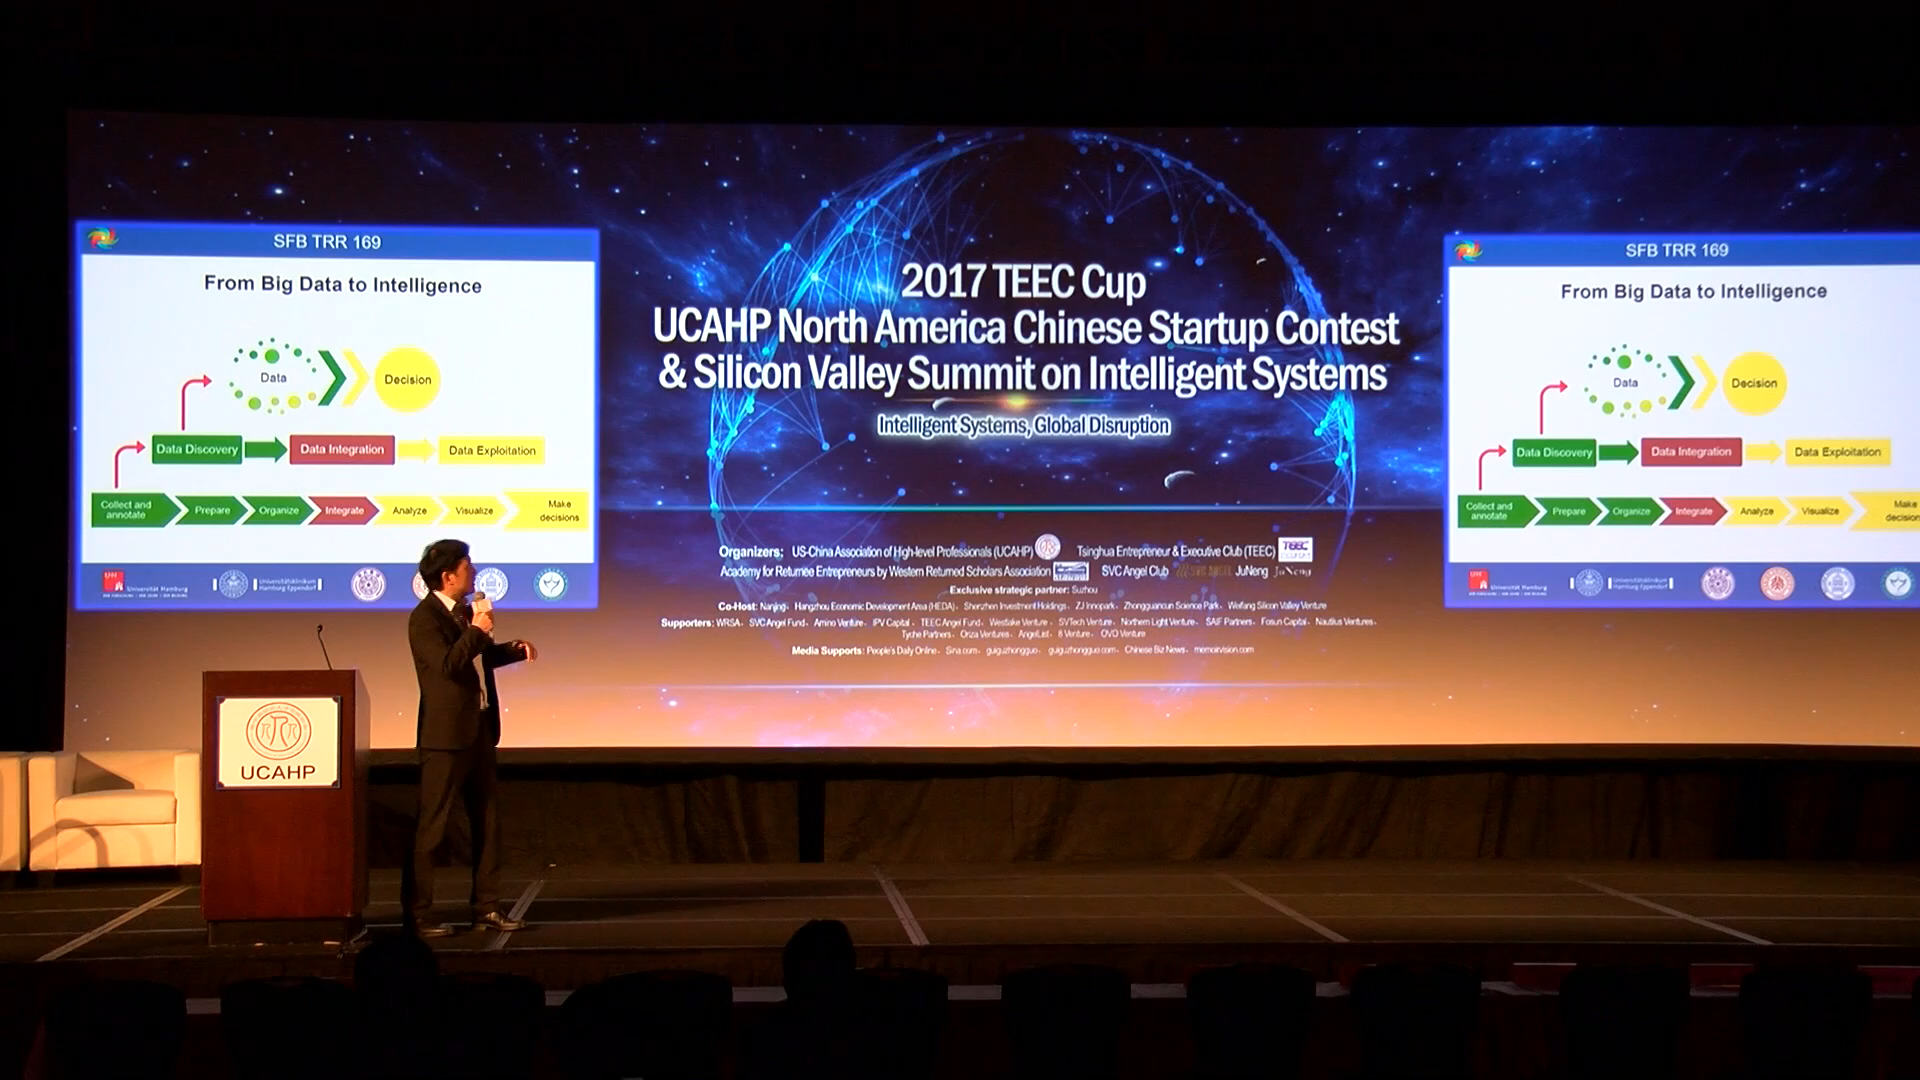 SFB TRR 169
From Big Data to Intelligence
Data
Decision
Data Discovery
Data Integration
Data Exploitation
Collect and
annotate
Prepare
Organize
Integrate
Analyze
Visualize
Make
decisions
Universität Hamburg
Universitätsklinikum
Hamburg-Eppendorf
2017 TEEC Cup
UCAHP North America Chinese Startup Contest
& Silicon Valley Summit on Intelligent Systems
Intelligent Systems, Global Disruption
Organizers: US-China Association of High-level Professionals (UCAHP) Tsinghua Entrepreneur & Executive Club (TEEC) TEEC
Academy for Returnee Entrepreneurs by Western Returned Scholars Association SVC Angel Club SVC ANGEL JuNeng JuNeng
Exclusive strategic partner: Suzhou
Co-Host: Nanjing、 Hangzhou Economic Development Area (HEDA)、 Shenzhen Investment Holdings、 ZJ Innopark、 Zhongguancun Science Park、 Weifang Silicon Valley Venture
Supporters: WRSA、 SVC Angel Fund、 Amino Venture、 IPV Capital、 TEEC Angel Fund、 Westlake Venture、 SVTech Venture、 Northern Light Venture、 SAIF Partners、 Fosun Capital、 Nautilus Ventures、
Tyche Partners、 Oriza Ventures、 AngelList、 8 Venture、 OVO Venture
Media Supports: People's Daily Online、 Sina.com、 guiguzhongguo、 guiguzhongguo.com、 Chinese Biz News、 memoirvision.com
SFB TRR 169
From Big Data to Intelligence
Data
Decision
Data Discovery
Data Integration
Data Exploitation
Collect and
annotate
Prepare
Organize
Integrate
Analyze
Visualize
Make
decision
Universität Hamburg
Universitätsklinikum
Hamburg-Eppendorf
UCAHP